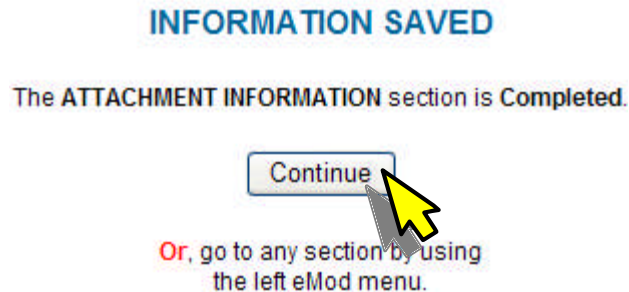 INFORMATION SAVED
The ATTACHMENT INFORMATION section is Completed.
Continue
Or, go to any section by using
the left eMod menu.